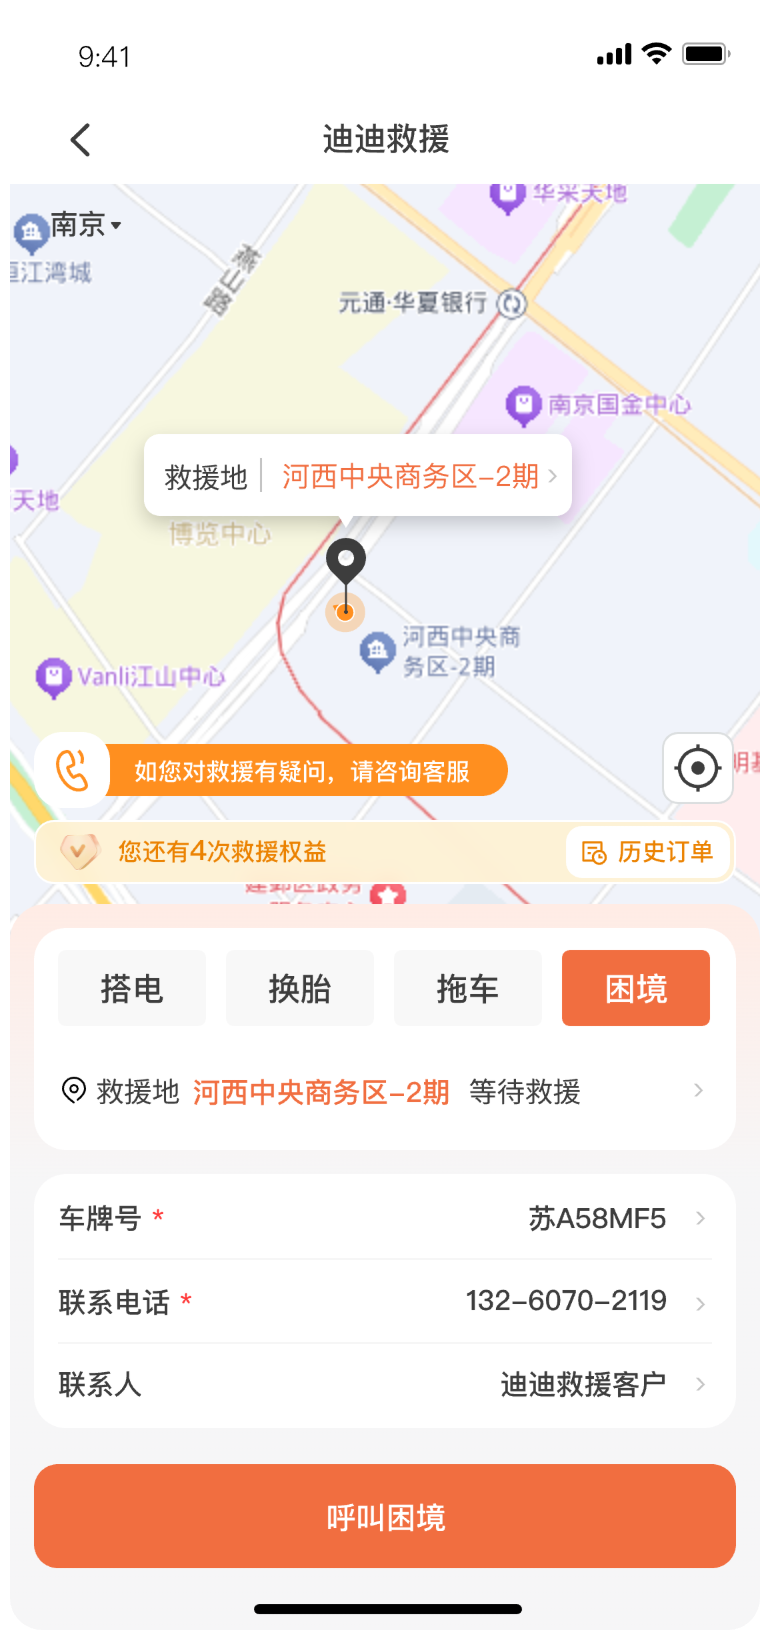 9:41
迪迪救援
南京
华采天地
江湾城
燕山路
元通·华夏银行
南京国金中心
救援地 河西中央商务区-2期
天地
博览中心
河西中央商
务区-2期
Vanli江山中心
如您对救援有疑问，请咨询客服
您还有4次救援权益 历史订单
搭电 换胎 拖车 困境
救援地 河西中央商务区-2期 等待救援
车牌号 * 苏A58MF5
联系电话 * 132-6070-2119
联系人 迪迪救援客户
呼叫困境